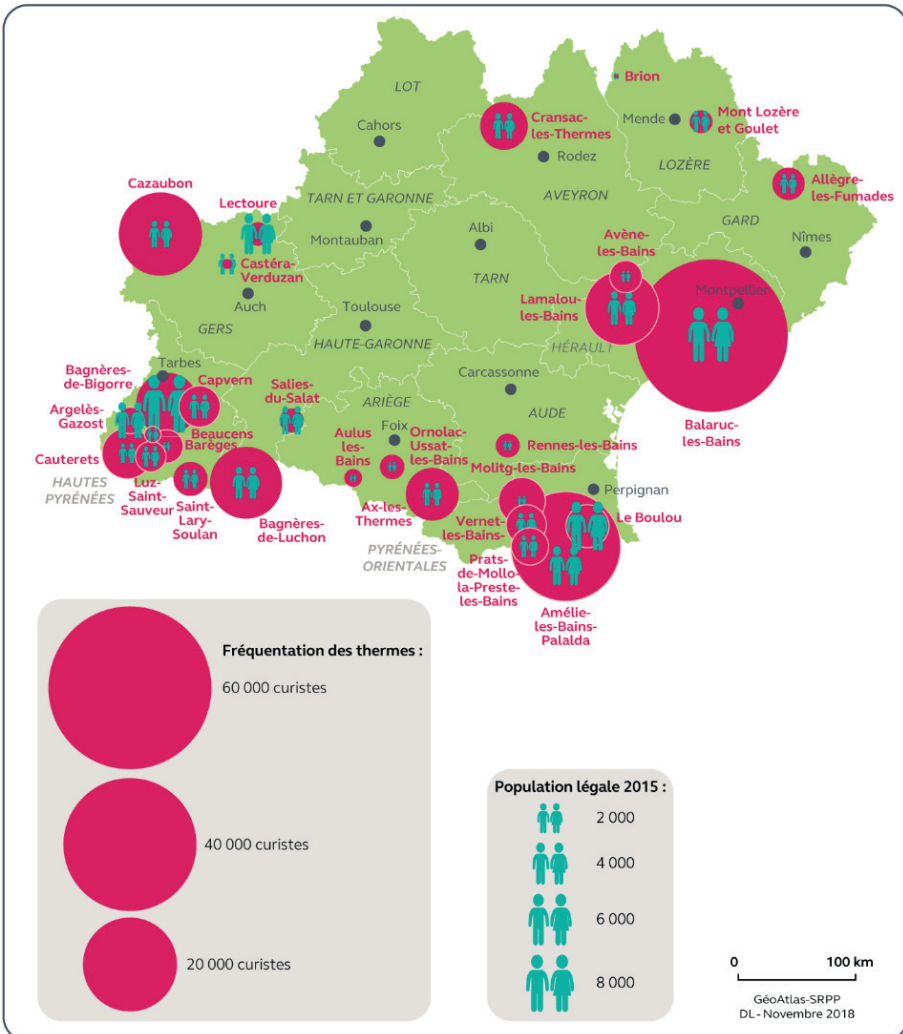 LOT
Brion
Cahors
Cransac-
les-Thermes
Rodez
Mende
Mont Lozère
et Goulet
LOZÈRE
AVEYRON
Allègre-
les-Fumades
GARD
Nîmes
Cazaubon
Lectoure
TARN ET GARONNE
Montauban
Albi
TARN
Avène-
les-Bains
Castéra-
Verduzan
Auch
GERS
Toulouse
HAUTE-GARONNE
Lamalou-
les-Bains
HÉRAULT
Montpellier
Balaruc-
les-Bains
Tarbes
Bagnères-
de-Bigorre
Capvern
Argelès-
Gazost
Beaucens
Barèges
Cauterets
HAUTES
PYRÉNÉES
Luz-
Saint-
Sauveur
Saint-
Lary-
Soulan
Salies-
du-Salat
Bagnères-
de-Luchon
ARIÈGE
Foix
Aulus
les-
Bains
Ornolac-
Ussat-
les-Bains
Ax-les-
Thermes
Carcassonne
AUDE
Rennes-les-Bains
Molitg-les-Bains
Perpignan
Le Boulou
Vernet-
les-Bains-
PYRÉNÉES-
ORIENTALES
Prats-
de-Mollo-
la-Preste-
les-Bains
Amélie-
les-Bains-
Palalda
Fréquentation des thermes :
60 000 curistes
40 000 curistes
20 000 curistes
Population légale 2015 :
2 000
4 000
6 000
8 000
0 100 km
GéoAtlas-SRPP
DL - Novembre 2018